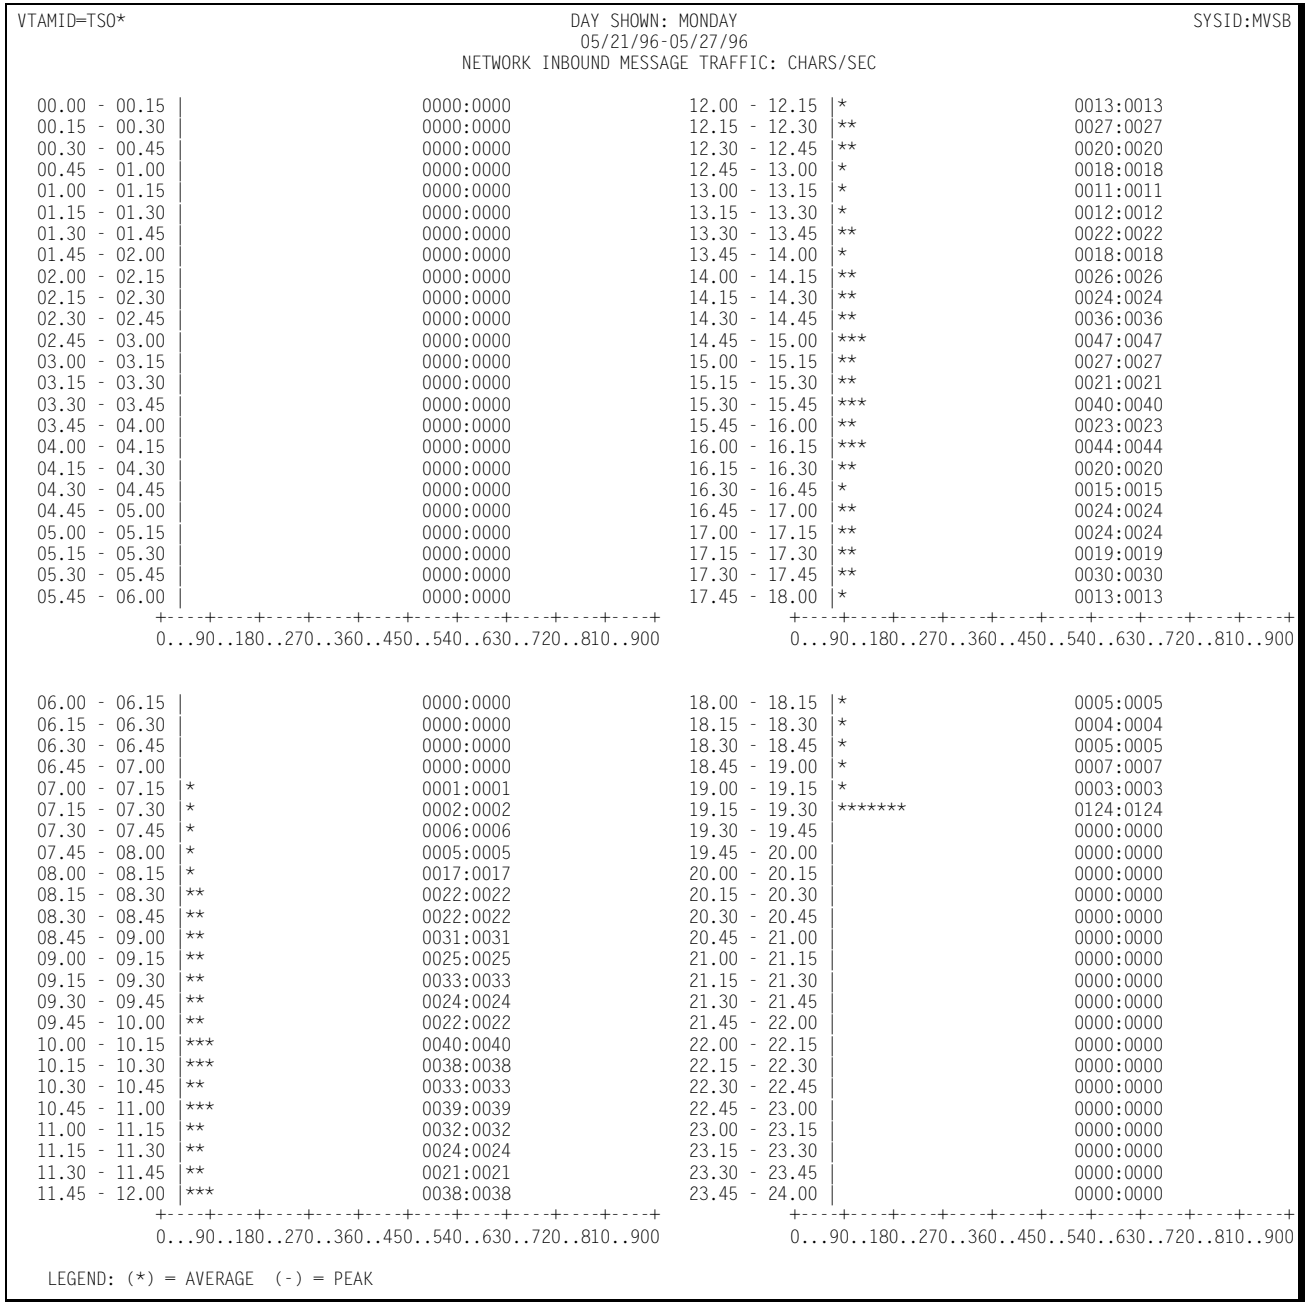 VTAMID=TSO* DAY SHOWN: MONDAY SYSID:MVSB
05/21/96-05/27/96
NETWORK INBOUND MESSAGE TRAFFIC: CHARS/SEC
00.00 - 00.15 | 0000:0000 12.00 - 12.15 |* 0013:0013
00.15 - 00.30 | 0000:0000 12.15 - 12.30 |** 0027:0027
00.30 - 00.45 | 0000:0000 12.30 - 12.45 |** 0020:0020
00.45 - 01.00 | 0000:0000 12.45 - 13.00 |* 0018:0018
01.00 - 01.15 | 0000:0000 13.00 - 13.15 |* 0011:0011
01.15 - 01.30 | 0000:0000 13.15 - 13.30 |* 0012:0012
01.30 - 01.45 | 0000:0000 13.30 - 13.45 |** 0022:0022
01.45 - 02.00 | 0000:0000 13.45 - 14.00 |* 0018:0018
02.00 - 02.15 | 0000:0000 14.00 - 14.15 |** 0026:0026
02.15 - 02.30 | 0000:0000 14.15 - 14.30 |** 0024:0024
02.30 - 02.45 | 0000:0000 14.30 - 14.45 |** 0036:0036
02.45 - 03.00 | 0000:0000 14.45 - 15.00 |*** 0047:0047
03.00 - 03.15 | 0000:0000 15.00 - 15.15 |** 0027:0027
03.15 - 03.30 | 0000:0000 15.15 - 15.30 |** 0021:0021
03.30 - 03.45 | 0000:0000 15.30 - 15.45 |*** 0040:0040
03.45 - 04.00 | 0000:0000 15.45 - 16.00 |** 0023:0023
04.00 - 04.15 | 0000:0000 16.00 - 16.15 |*** 0044:0044
04.15 - 04.30 | 0000:0000 16.15 - 16.30 |** 0020:0020
04.30 - 04.45 | 0000:0000 16.30 - 16.45 |* 0015:0015
04.45 - 05.00 | 0000:0000 16.45 - 17.00 |** 0024:0024
05.00 - 05.15 | 0000:0000 17.00 - 17.15 |** 0024:0024
05.15 - 05.30 | 0000:0000 17.15 - 17.30 |** 0019:0019
05.30 - 05.45 | 0000:0000 17.30 - 17.45 |** 0030:0030
05.45 - 06.00 | 0000:0000 17.45 - 18.00 |* 0013:0013
+----+----+----+----+----+----+----+----+----+----+ +----+----+----+----+----+----+----+----+----+----+
0...90..180..270..360..450..540..630..720..810..900 0...90..180..270..360..450..540..630..720..810..900
06.00 - 06.15 | 0000:0000 18.00 - 18.15 |* 0005:0005
06.15 - 06.30 | 0000:0000 18.15 - 18.30 |* 0004:0004
06.30 - 06.45 | 0000:0000 18.30 - 18.45 |* 0005:0005
06.45 - 07.00 | 0000:0000 18.45 - 19.00 |* 0007:0007
07.00 - 07.15 |* 0001:0001 19.00 - 19.15 |* 0003:0003
07.15 - 07.30 |* 0002:0002 19.15 - 19.30 |******* 0124:0124
07.30 - 07.45 |* 0006:0006 19.30 - 19.45 | 0000:0000
07.45 - 08.00 |* 0005:0005 19.45 - 20.00 | 0000:0000
08.00 - 08.15 |* 0017:0017 20.00 - 20.15 | 0000:0000
08.15 - 08.30 |** 0022:0022 20.15 - 20.30 | 0000:0000
08.30 - 08.45 |** 0022:0022 20.30 - 20.45 | 0000:0000
08.45 - 09.00 |** 0031:0031 20.45 - 21.00 | 0000:0000
09.00 - 09.15 |** 0025:0025 21.00 - 21.15 | 0000:0000
09.15 - 09.30 |** 0033:0033 21.15 - 21.30 | 0000:0000
09.30 - 09.45 |** 0024:0024 21.30 - 21.45 | 0000:0000
09.45 - 10.00 |** 0022:0022 21.45 - 22.00 | 0000:0000
10.00 - 10.15 |*** 0040:0040 22.00 - 22.15 | 0000:0000
10.15 - 10.30 |*** 0038:0038 22.15 - 22.30 | 0000:0000
10.30 - 10.45 |** 0033:0033 22.30 - 22.45 | 0000:0000
10.45 - 11.00 |*** 0039:0039 22.45 - 23.00 | 0000:0000
11.00 - 11.15 |** 0032:0032 23.00 - 23.15 | 0000:0000
11.15 - 11.30 |** 0024:0024 23.15 - 23.30 | 0000:0000
11.30 - 11.45 |** 0021:0021 23.30 - 23.45 | 0000:0000
11.45 - 12.00 |*** 0038:0038 23.45 - 24.00 | 0000:0000
+----+----+----+----+----+----+----+----+----+----+ +----+----+----+----+----+----+----+----+----+----+
0...90..180..270..360..450..540..630..720..810..900 0...90..180..270..360..450..540..630..720..810..900
LEGEND: (*) = AVERAGE (-) = PEAK